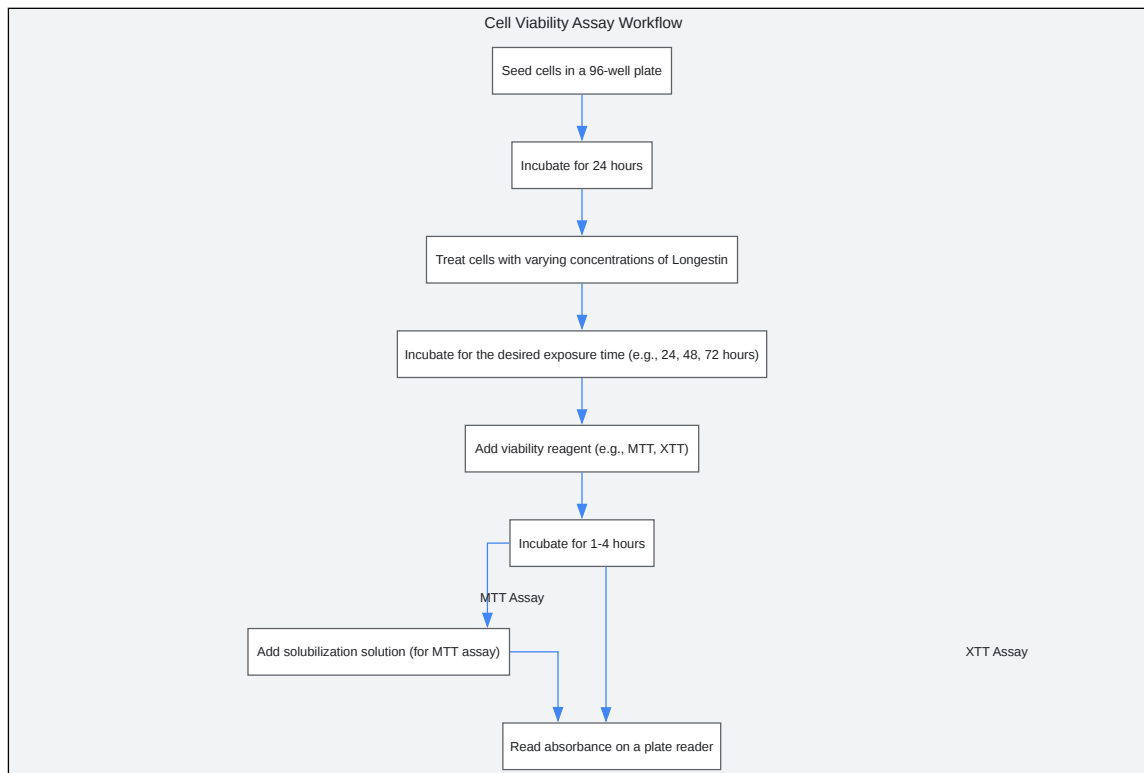 Cell Viability Assay Workflow
Seed cells in a 96-well plate
Incubate for 24 hours
Treat cells with varying concentrations of Longestin
Incubate for the desired exposure time (e.g., 24, 48, 72 hours)
Add viability reagent (e.g., MTT, XTT)
Incubate for 1-4 hours
MTT Assay
Add solubilization solution (for MTT assay)
XTT Assay
Read absorbance on a plate reader